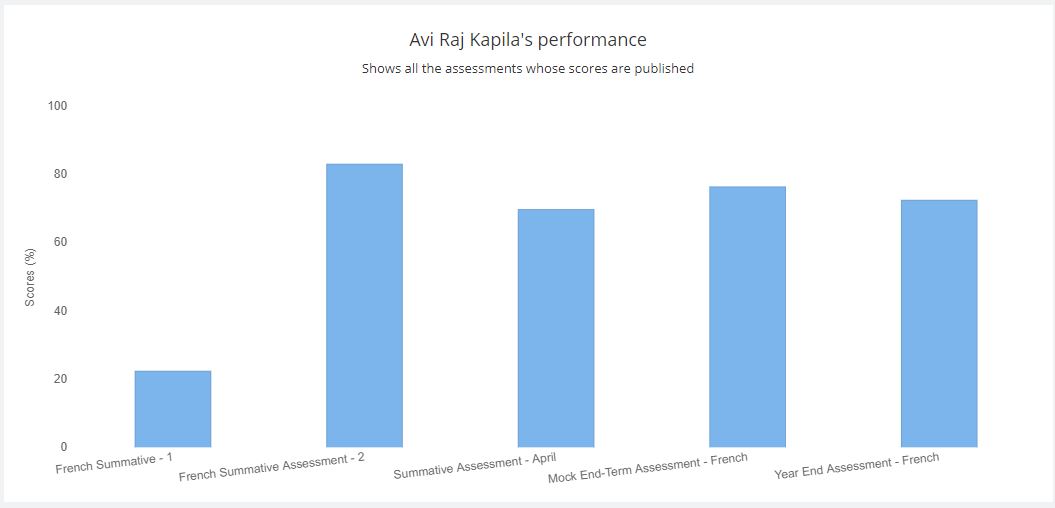 Avi Raj Kapila's performance
Shows all the assessments whose scores are published
Scores (%)
100
80
60
40
20
0
French Summative - 1
French Summative Assessment - 2
Summative Assessment - April
Mock End-Term Assessment - French
Year End Assessment - French